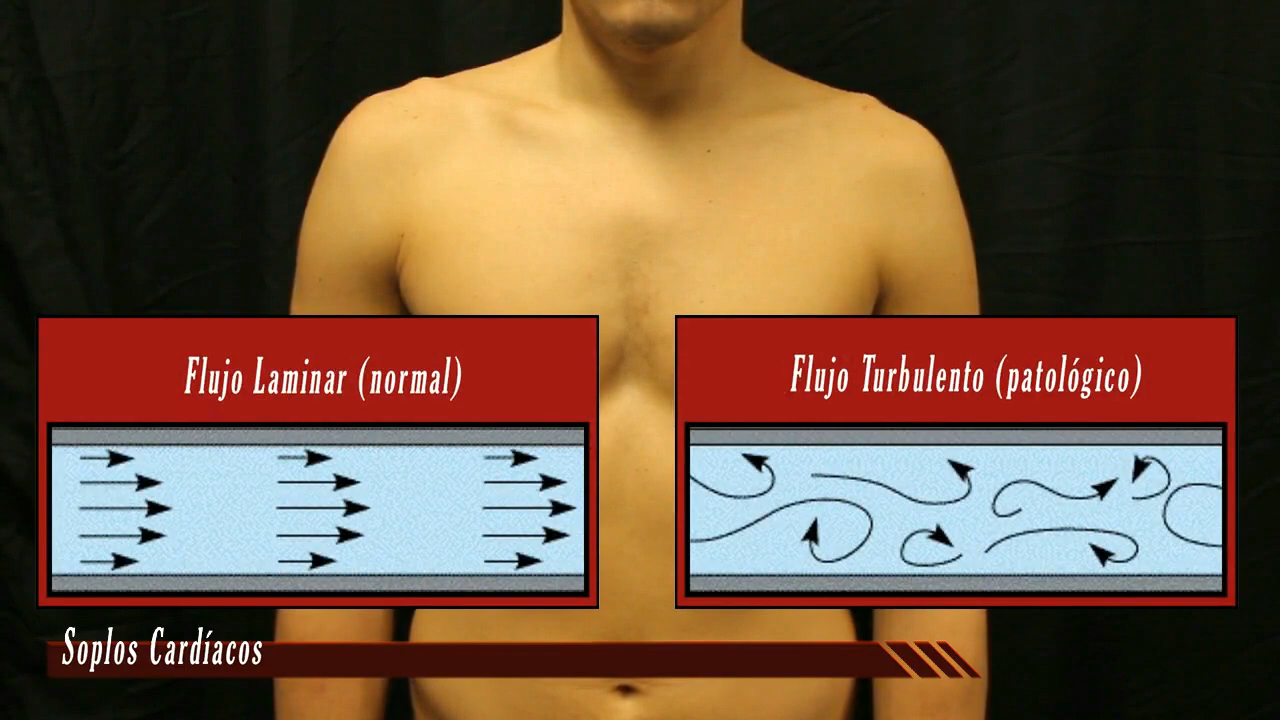 Flujo Laminar (normal)
Flujo Turbulento (patológico)
Soplos Cardíacos